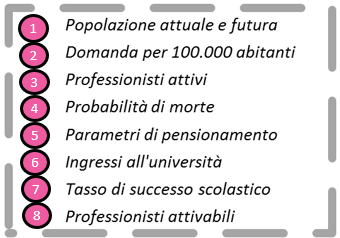 1 Popolazione attuale e futura
2 Domanda per 100.000 abitanti
3 Professionisti attivi
4 Probabilità di morte
5 Parametri di pensionamento
6 Ingressi all'università
7 Tasso di successo scolastico
8 Professionisti attivabili